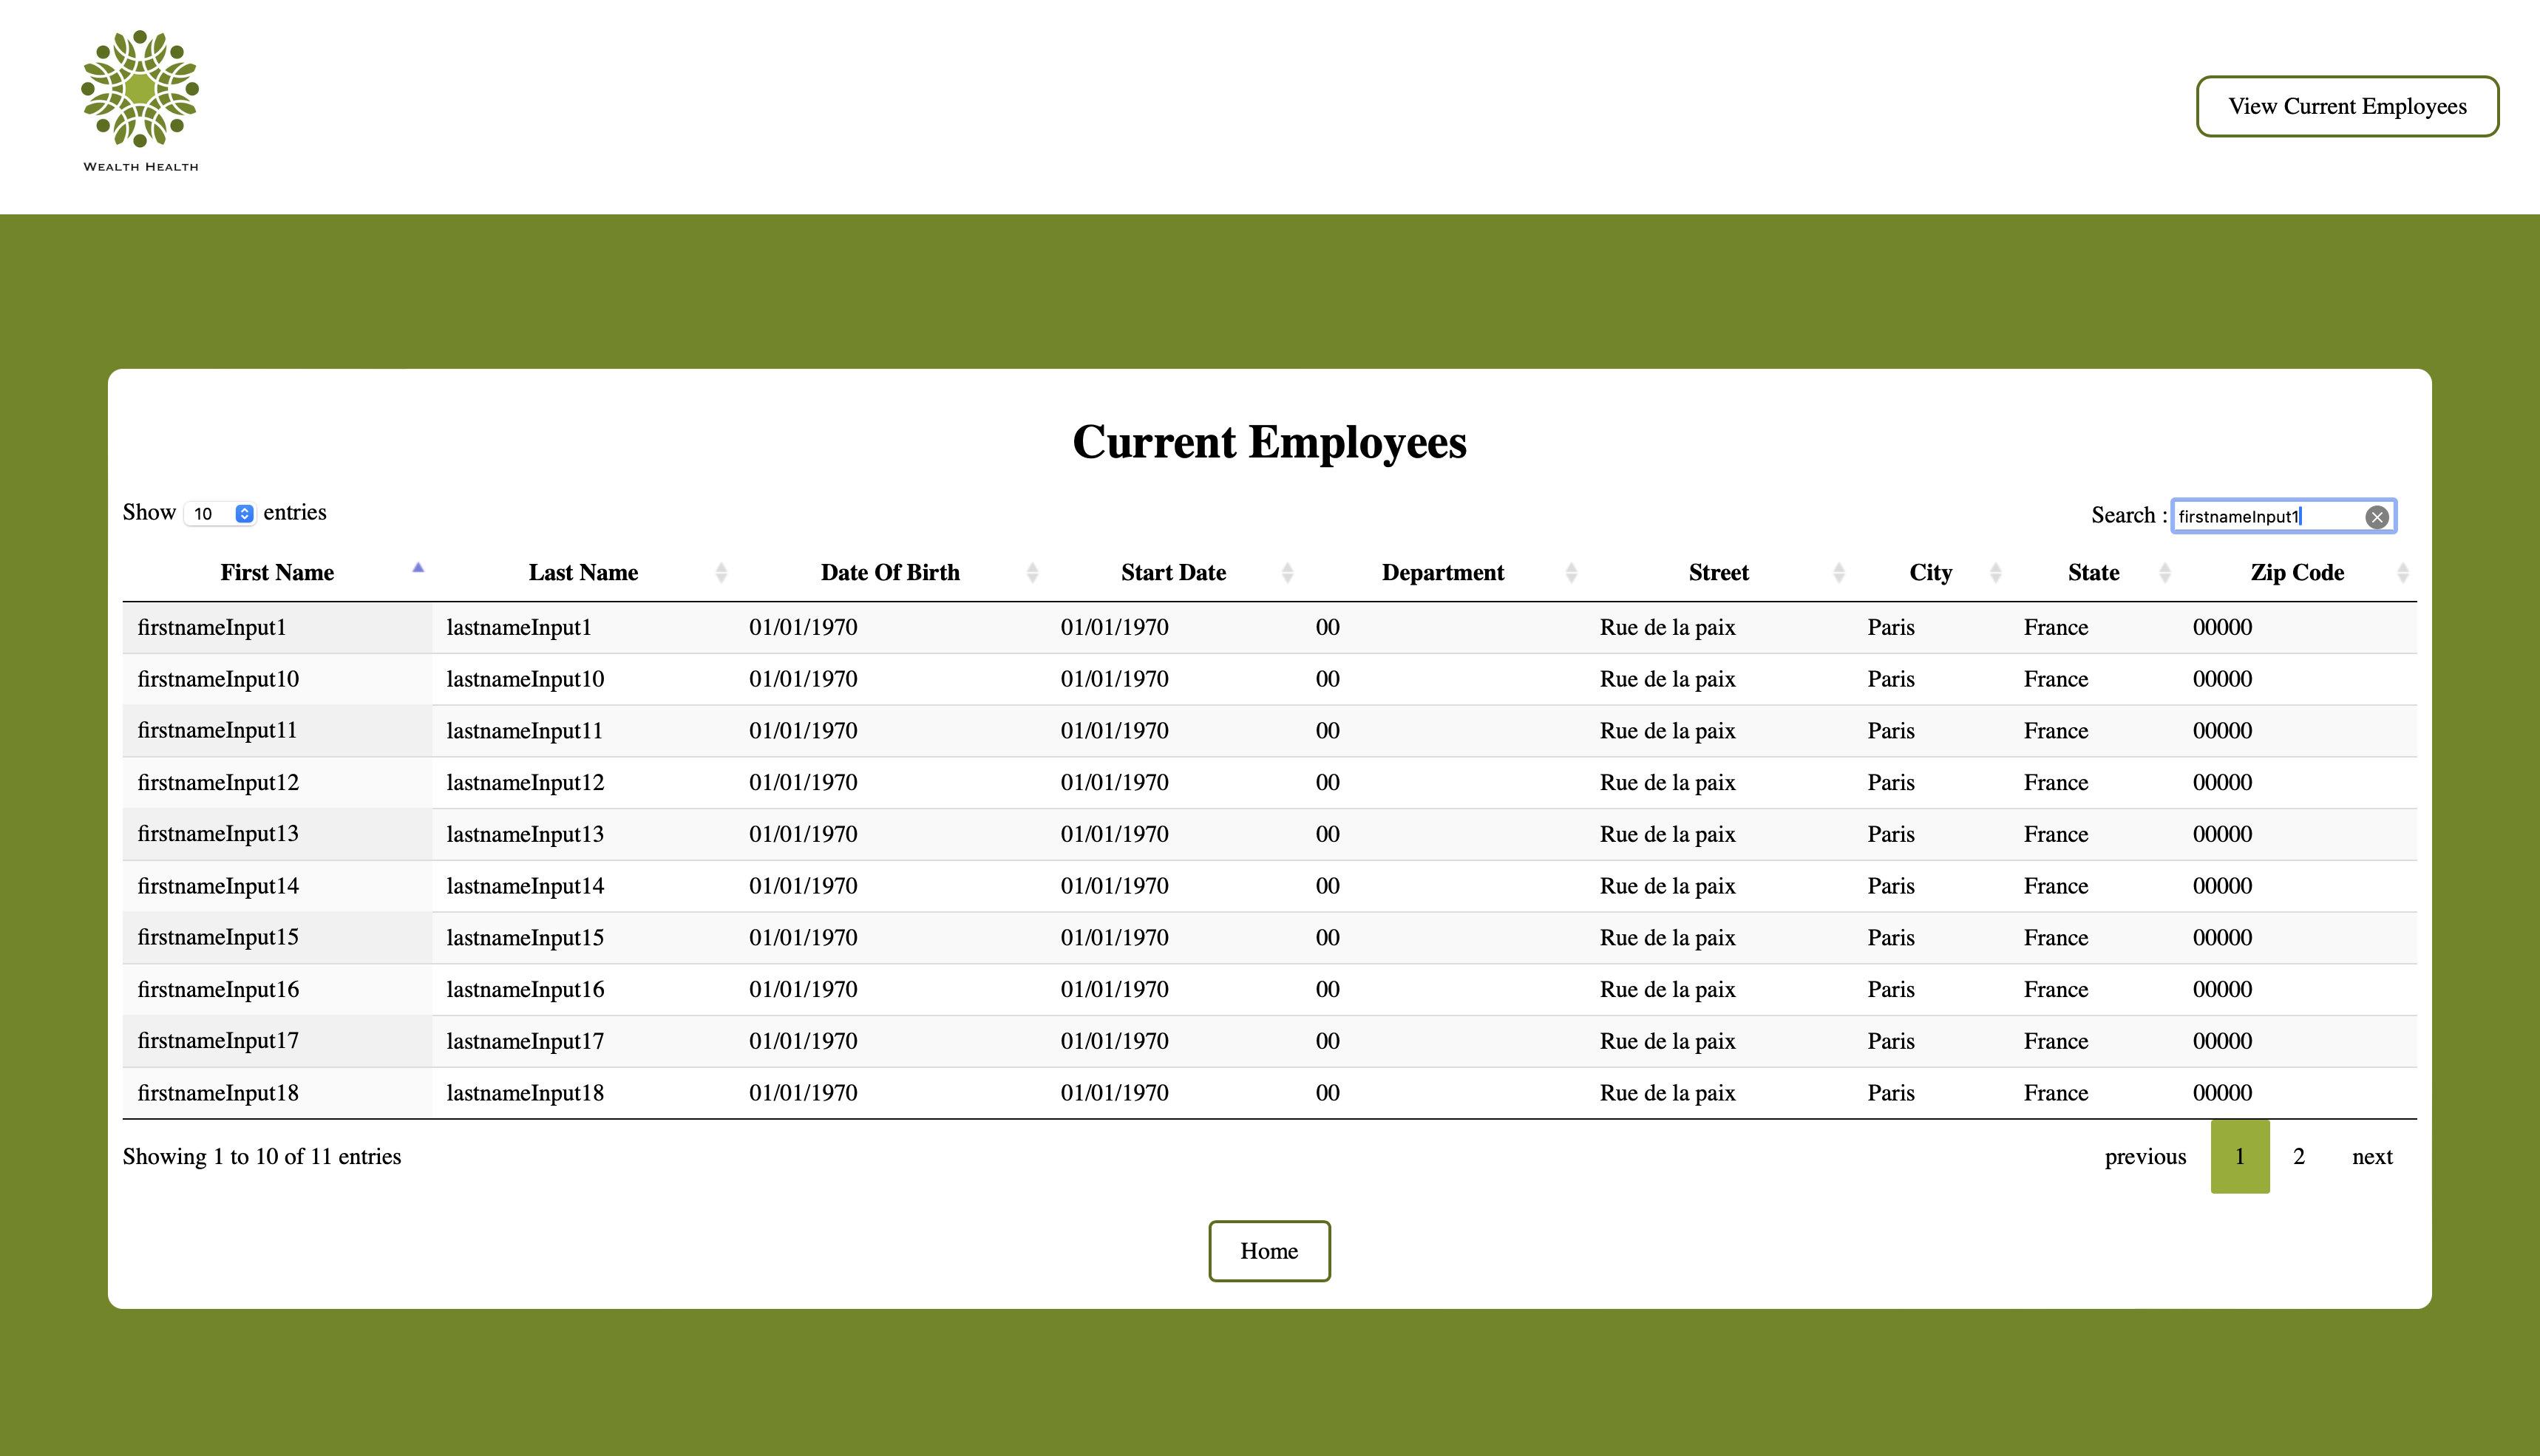 WEALTH HEALTH
View Current Employees
Current Employees
Show 10 entries
Search : firstnameInput1
First Name Last Name Date Of Birth Start Date Department Street City State Zip Code
firstnameInput1 lastnameInput1 01/01/1970 01/01/1970 00 Rue de la paix Paris France 00000
firstnameInput10 lastnameInput10 01/01/1970 01/01/1970 00 Rue de la paix Paris France 00000
firstnameInput11 lastnameInput11 01/01/1970 01/01/1970 00 Rue de la paix Paris France 00000
firstnameInput12 lastnameInput12 01/01/1970 01/01/1970 00 Rue de la paix Paris France 00000
firstnameInput13 lastnameInput13 01/01/1970 01/01/1970 00 Rue de la paix Paris France 00000
firstnameInput14 lastnameInput14 01/01/1970 01/01/1970 00 Rue de la paix Paris France 00000
firstnameInput15 lastnameInput15 01/01/1970 01/01/1970 00 Rue de la paix Paris France 00000
firstnameInput16 lastnameInput16 01/01/1970 01/01/1970 00 Rue de la paix Paris France 00000
firstnameInput17 lastnameInput17 01/01/1970 01/01/1970 00 Rue de la paix Paris France 00000
firstnameInput18 lastnameInput18 01/01/1970 01/01/1970 00 Rue de la paix Paris France 00000
Showing 1 to 10 of 11 entries
previous 1 2 next
Home